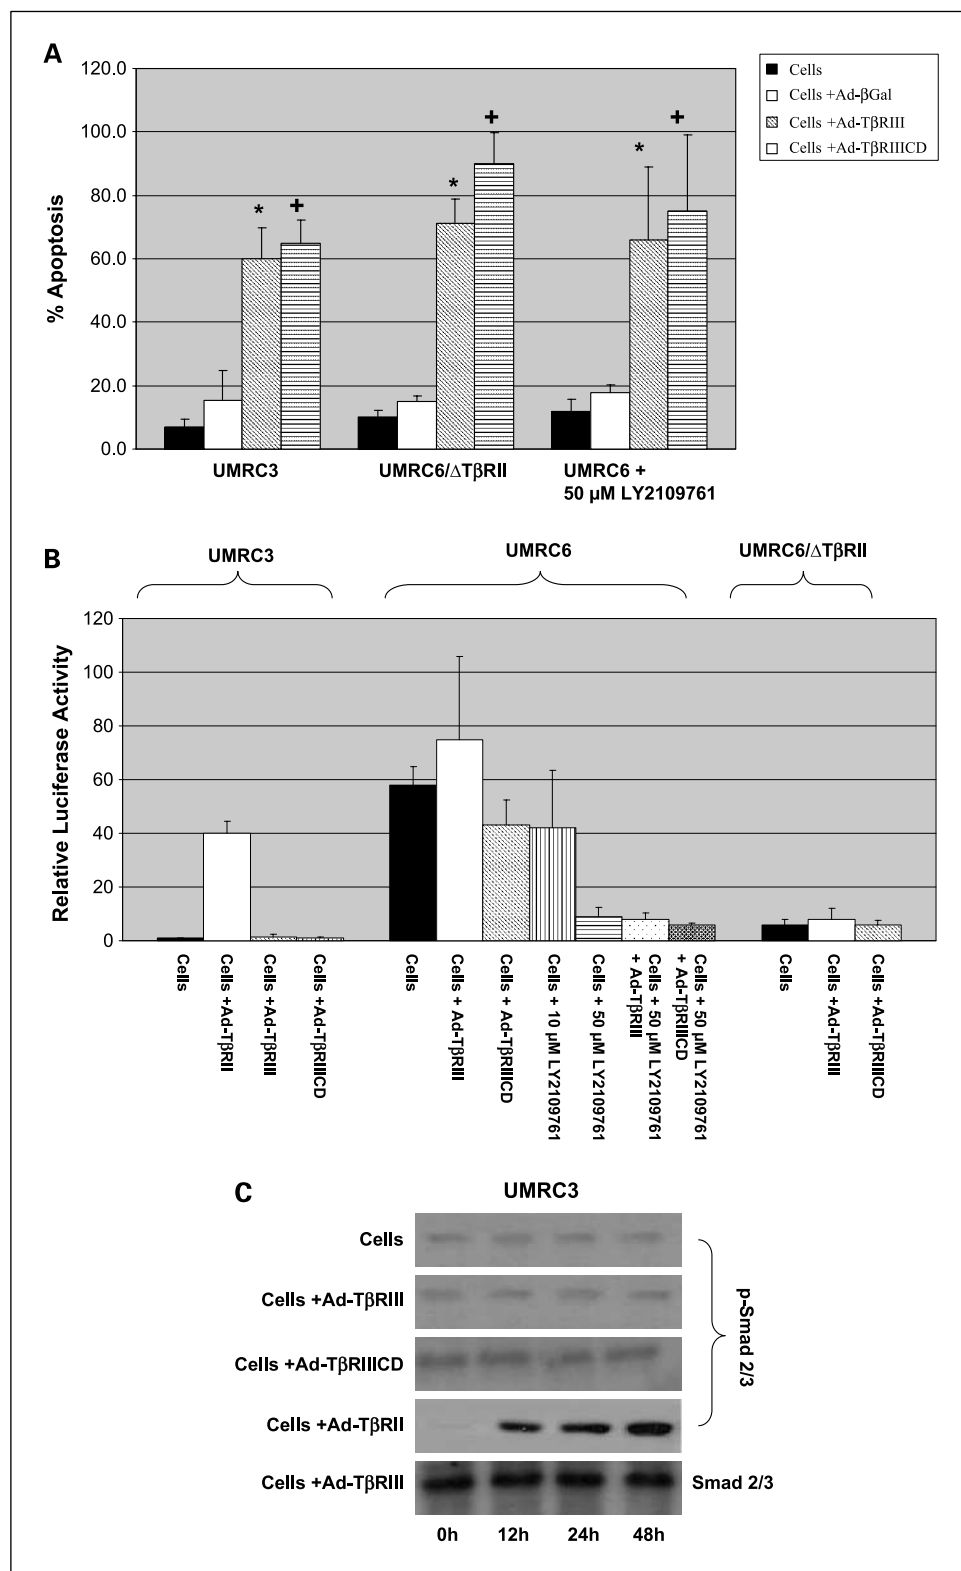 A
120.0
100.0
80.0
60.0
40.0
20.0
0.0
% Apoptosis
* + * + * +
UMRC3
UMRC6/ΔTβRII
UMRC6 +
50 μM LY2109761
Cells
Cells +Ad-βGal
Cells +Ad-TβRIII
Cells +Ad-TβRIIICD
B
UMRC3
UMRC6
UMRC6/ΔTβRII
120
100
80
60
40
20
0
Relative Luciferase Activity
Cells
Cells +Ad-TβRII
Cells +Ad-TβRIII
Cells +Ad-TβRIIICD
Cells
Cells + Ad-TβRIII
Cells + Ad-TβRIIICD
Cells + 10 μM LY2109761
Cells + 50 μM LY2109761
Cells + 50 μM LY2109761
+ Ad-TβRIII
Cells + 50 μM LY2109761
+ Ad-TβRIIICD
Cells
Cells +Ad-TβRIII
Cells +Ad-TβRIIICD
C
UMRC3
Cells
Cells +Ad-TβRIII
Cells +Ad-TβRIIICD
Cells +Ad-TβRII
p-Smad 2/3
Cells +Ad-TβRIII
Smad 2/3
0h 12h 24h 48h